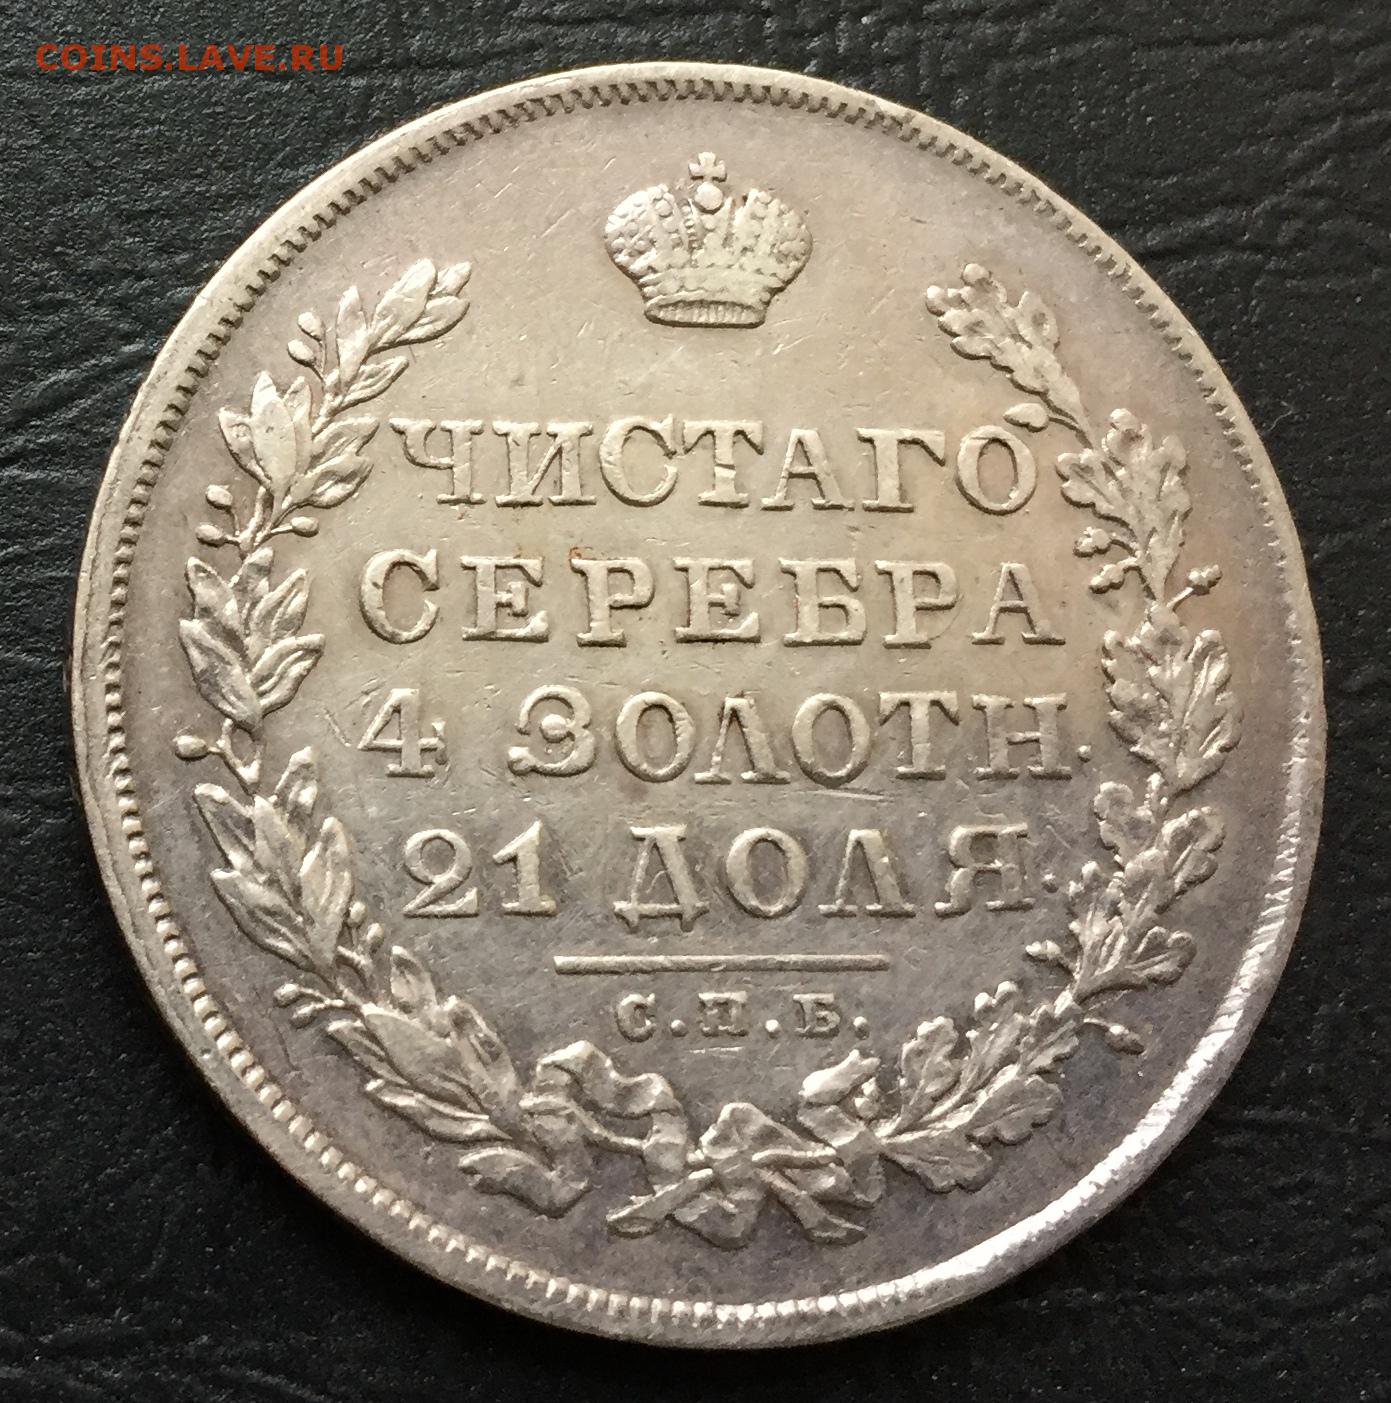 COINS.LAVE.RU
ЧИСТАГО
СЕРЕБРА
4 ЗОЛОТН.
21 ДОЛЯ.
С.П.Б.